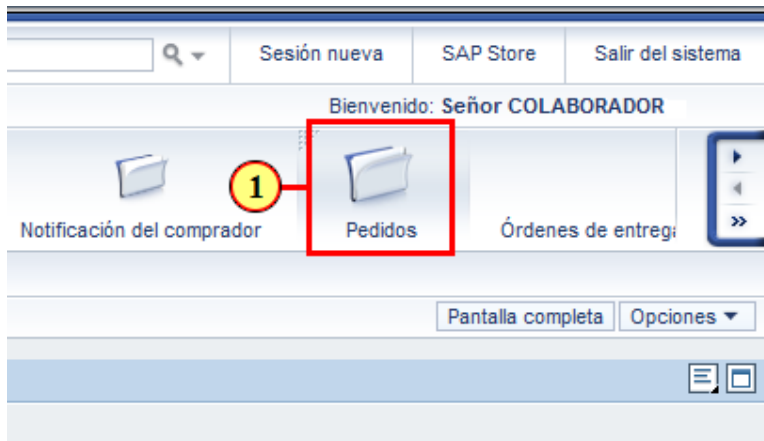 Sesión nueva SAP Store Salir del sistema
Bienvenido: Señor COLABORADOR
1
Notificación del comprador Pedidos Órdenes de entrega
Pantalla completa Opciones